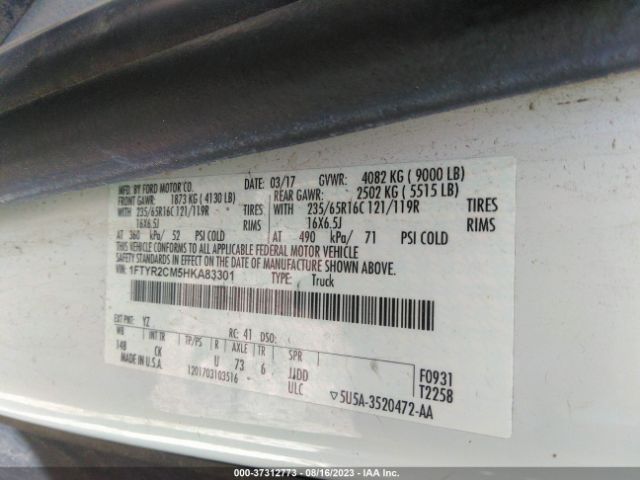 MFD. BY FORD MOTOR CO.
DATE: 03/17 GVWR: 4082 KG ( 9000 LB)
FRONT GAWR: 1873 KG ( 4130 LB) REAR GAWR: 2502 KG ( 5515 LB)
WITH 235/65R16C 121/119R TIRES WITH 235/65R16C 121/119R TIRES
16X6.5J RIMS 16X6.5J RIMS
AT 360 kPa/ 52 PSI COLD AT 490 kPa/ 71 PSI COLD
THIS VEHICLE CONFORMS TO ALL APPLICABLE FEDERAL MOTOR VEHICLE
SAFETY STANDARDS IN EFFECT ON THE DATE OF MANUFACTURE SHOWN ABOVE.
VIN: 1FTYR2CM5HKA83301 TYPE: Truck
EXT PNT: YZ RC: 41 DSO:
WB INT TR TP/PS R AXLE TR SPR
148 CK U 73 6 JJDD F0931
MADE IN U.S.A. 1201703103516 ULC T2258
▽5U5A-3520472-AA
000-37312773 - 08/16/2023 - IAA Inc.